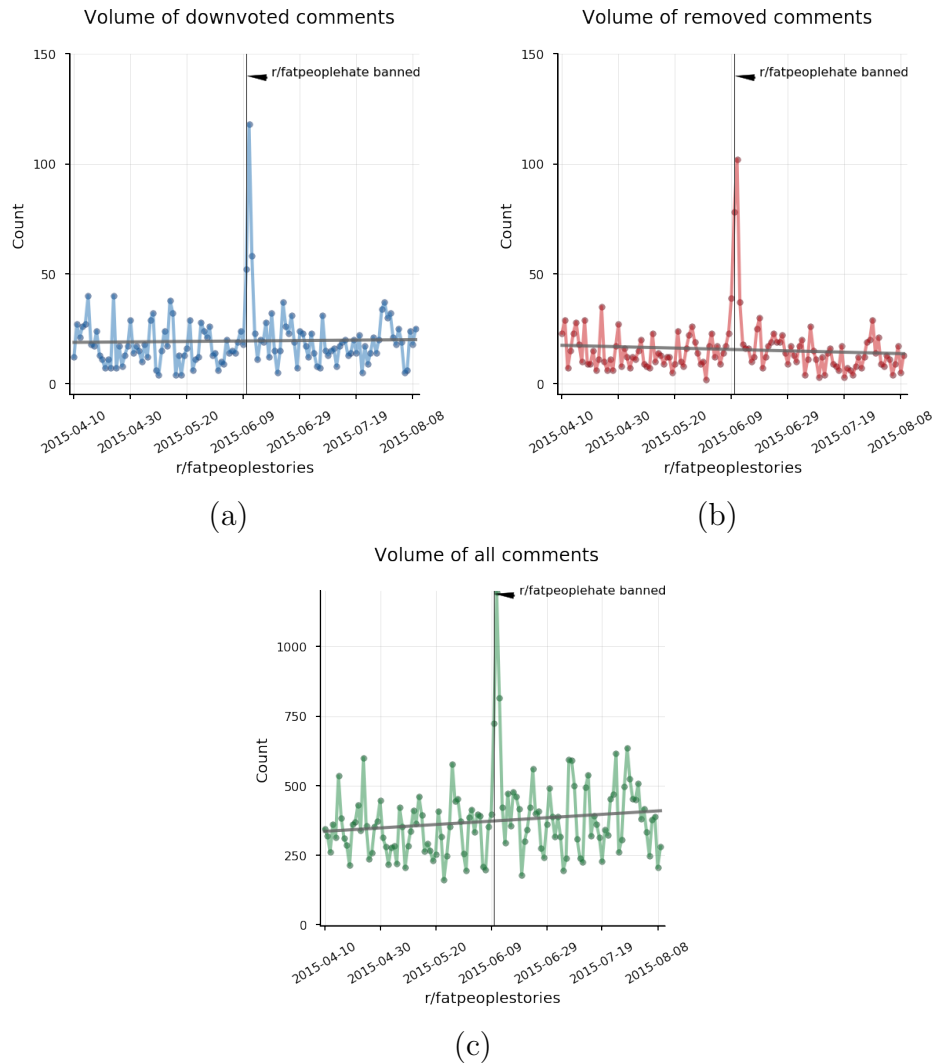 Volume of downvoted comments
150
100
50
0
Count
r/fatpeoplehate banned
2015-04-10
2015-04-30
2015-05-20
2015-06-09
2015-06-29
2015-07-19
2015-08-08
r/fatpeoplestories
(a)
Volume of removed comments
150
100
50
0
Count
r/fatpeoplehate banned
2015-04-10
2015-04-30
2015-05-20
2015-06-09
2015-06-29
2015-07-19
2015-08-08
r/fatpeoplestories
(b)
Volume of all comments
1000
750
500
250
0
Count
r/fatpeoplehate banned
2015-04-10
2015-04-30
2015-05-20
2015-06-09
2015-06-29
2015-07-19
2015-08-08
r/fatpeoplestories
(c)